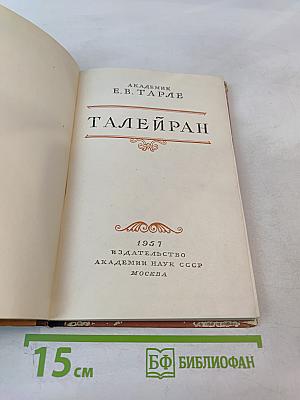 АКАДЕМИК
Е.В. ТАРЛЕ
ТАЛЕЙРАН
1957
ИЗДАТЕЛЬСТВО
АКАДЕМИИ НАУК СССР
МОСКВА
15 см
БФ БИБЛИОФАН